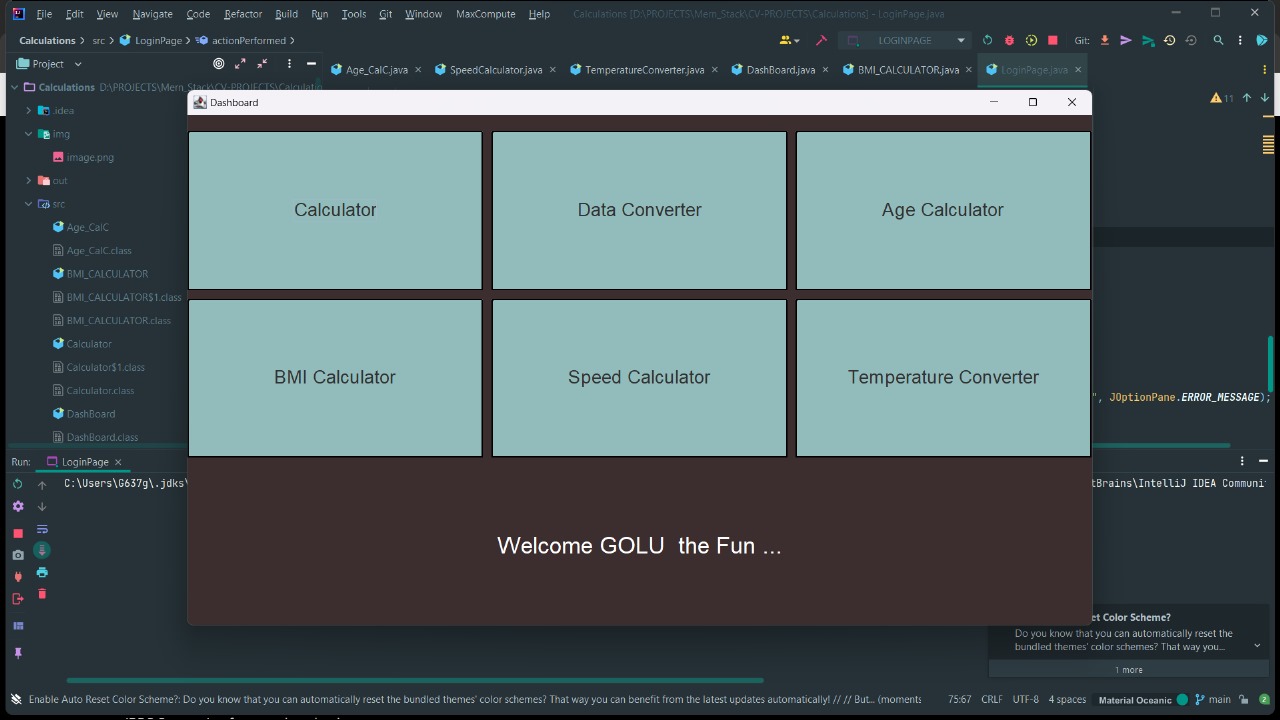 File Edit View Navigate Code Refactor Build Run Tools Git Window MaxCompute Help Calculations [D:\PROJECTS\Mern_Stack\CV-PROJECTS\Calculations] - LoginPage.java
Calculations > src > LoginPage > actionPerformed >
LOGINPAGE
Git:
Project
Age_CalC.java
SpeedCalculator.java
TemperatureConverter.java
DashBoard.java
BMI_CALCULATOR.java
LoginPage.java
Calculations D:\PROJECTS\Mern_Stack\CV-PROJECTS\Calculatio
11
.idea
img
image.png
out
src
Age_CalC
Age_CalC.class
BMI_CALCULATOR
BMI_CALCULATOR$1.class
BMI_CALCULATOR.class
Calculator
Calculator$1.class
Calculator.class
DashBoard
DashBoard.class
Dashboard
Calculator
Data Converter
Age Calculator
BMI Calculator
Speed Calculator
Temperature Converter
Welcome GOLU  the Fun ...
", JOptionPane.ERROR_MESSAGE);
Run: LoginPage
C:\Users\G637g\.jdks\
tBrains\IntelliJ IDEA Communi
et Color Scheme?
Do you know that you can automatically reset the
bundled themes' color schemes? That way you...
1 more
Enable Auto Reset Color Scheme?: Do you know that you can automatically reset the bundled themes' color schemes? That way you can benefit from the latest updates automatically! // // But... (moments
75:67 CRLF UTF-8 4 spaces Material Oceanic main 2